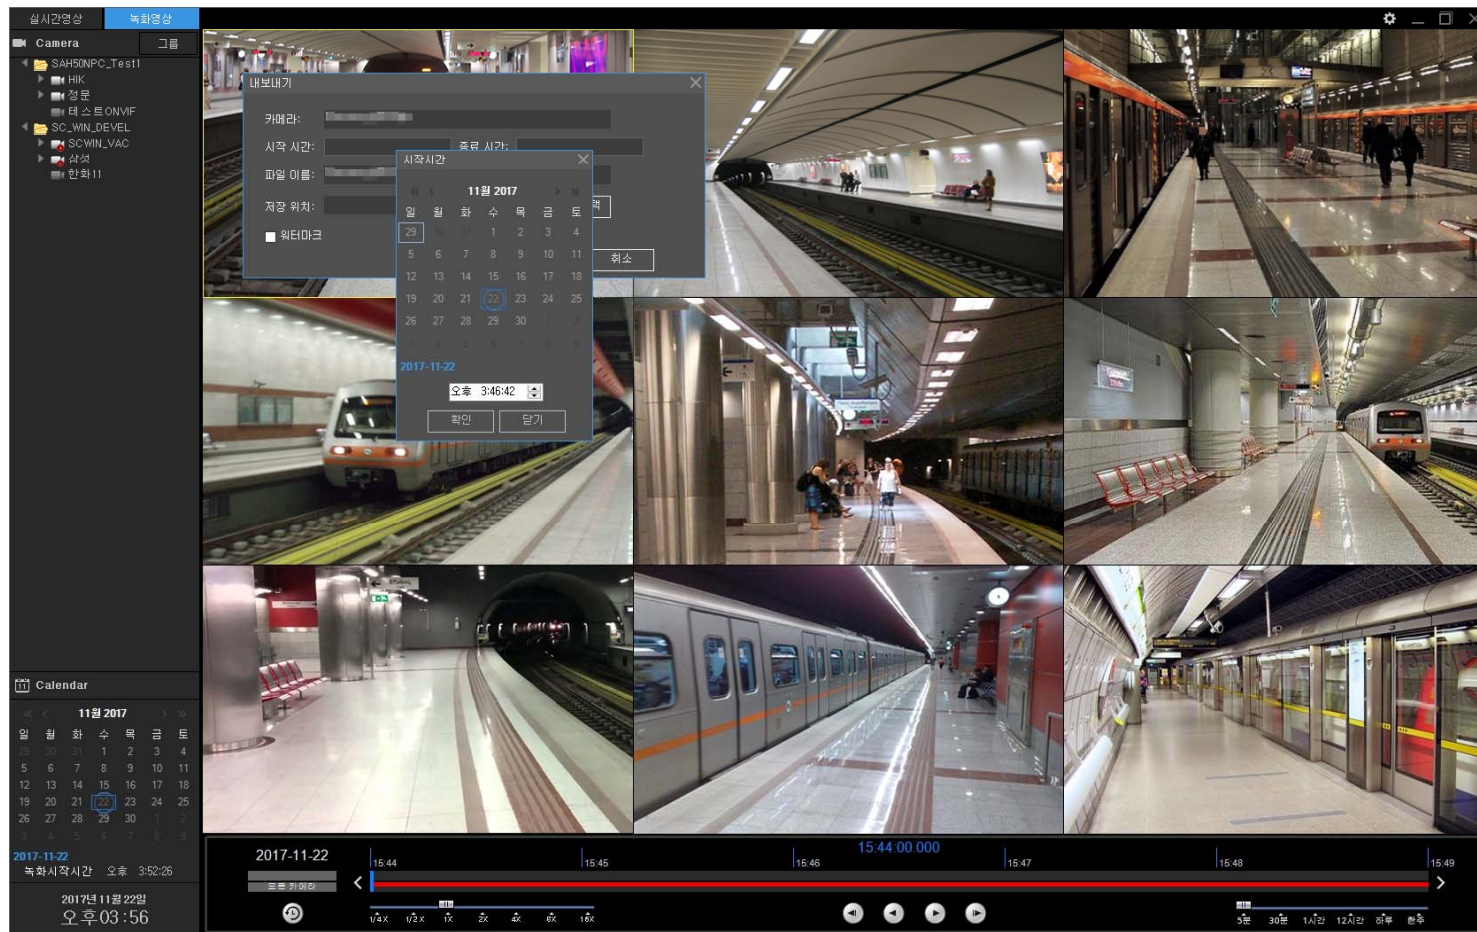 실시간영상 녹화영상
Camera 그룹
SAH50NPC_Test1
HIK
정문
테스트ONVIF
SC_WIN_DEVEL
SCWIN_VAC
삼성
한화11
내보내기
카메라:
시작 시간: 종료 시간:
파일 이름:
저장 위치:
워터마크
취소
시작시간
11월 2017
일 월 화 수 목 금 토
29 1 2 3 4
5 6 7 8 9 10 11
12 13 14 15 16 17 18
19 20 21 22 23 24 25
26 27 28 29 30
2017-11-22
오후 3:46:42
확인 닫기
Calendar
11월 2017
일 월 화 수 목 금 토
29 30 31 1 2 3 4
5 6 7 8 9 10 11
12 13 14 15 16 17 18
19 20 21 22 23 24 25
26 27 28 29 30 1 2
3 4 5 6 7 8 9
2017-11-22
녹화시작시간 오후 3:52:26
2017년 11월 22일
오후03:56
2017-11-22
모든 카메라
15:44:00.000
15:44 15:45 15:46 15:47 15:48 15:49
1/4X 1/2X 1X 2X 4X 8X 16X
5분 30분 1시간 12시간 하루 한주